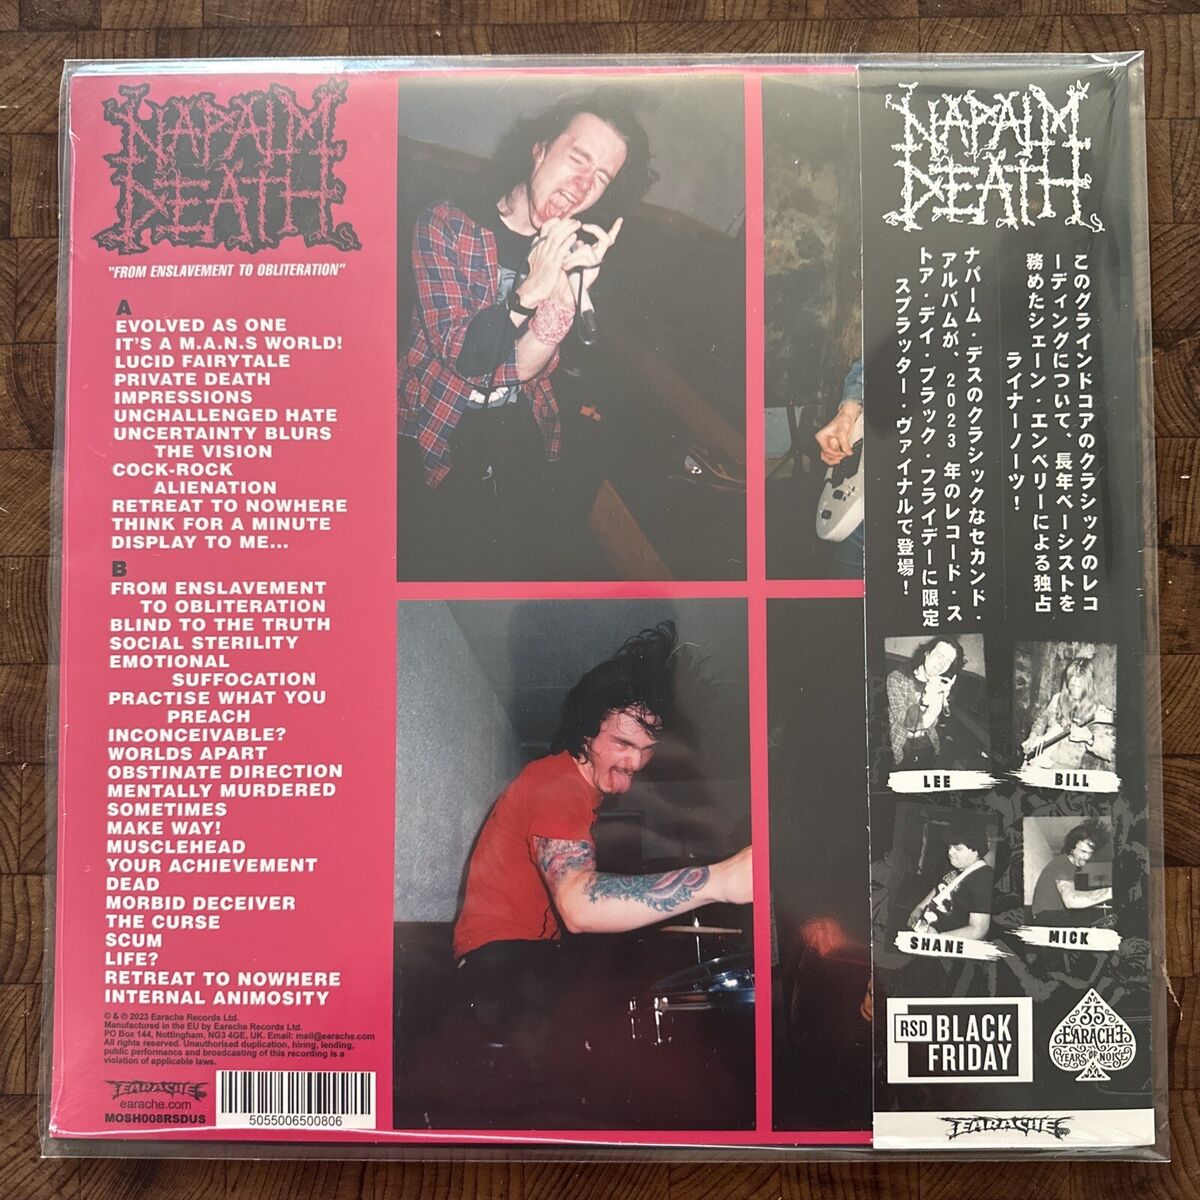 NAPALM
DEATH
"FROM ENSLAVEMENT TO OBLITERATION"
A
EVOLVED AS ONE
IT'S A M.A.N.S WORLD!
LUCID FAIRYTALE
PRIVATE DEATH
IMPRESSIONS
UNCHALLENGED HATE
UNCERTAINTY BLURS
THE VISION
COCK-ROCK
ALIENATION
RETREAT TO NOWHERE
THINK FOR A MINUTE
DISPLAY TO ME...
B
FROM ENSLAVEMENT
TO OBLITERATION
BLIND TO THE TRUTH
SOCIAL STERILITY
EMOTIONAL
SUFFOCATION
PRACTISE WHAT YOU
PREACH
INCONCEIVABLE?
WORLDS APART
OBSTINATE DIRECTION
MENTALLY MURDERED
SOMETIMES
MAKE WAY!
MUSCLEHEAD
YOUR ACHIEVEMENT
DEAD
MORBID DECEIVER
THE CURSE
SCUM
LIFE?
RETREAT TO NOWHERE
INTERNAL ANIMOSITY
© & ℗ 2023 Earache Records Ltd.
Manufactured in the EU by Earache Records Ltd.
PO Box 144, Nottingham, NG3 4GE, UK. Email: mail@earache.com
All rights reserved. Unauthorised duplication, hiring, lending,
public performance and broadcasting of this recording is a
violation of applicable laws.
EARACHE
earache.com
MOSH008RSDUS
5055006500806
NAPALM
DEATH
このグラインドコアのクラシックのレコ
ーディングについて、長年ベーシストを
務めたシェーン・エンベリーによる独占
ライナーノーツ！
ナパーム・デスのクラシックなセカンド・
アルバムが、2023 年のレコード・ス
トア・デイ・ブラック・フライデーに限定
スプラッター・ヴァイナルで登場！
LEE
BILL
SHANE
MICK
RSD
BLACK
FRIDAY
35
EARACHE
YEARS OF NOISE
EARACHE